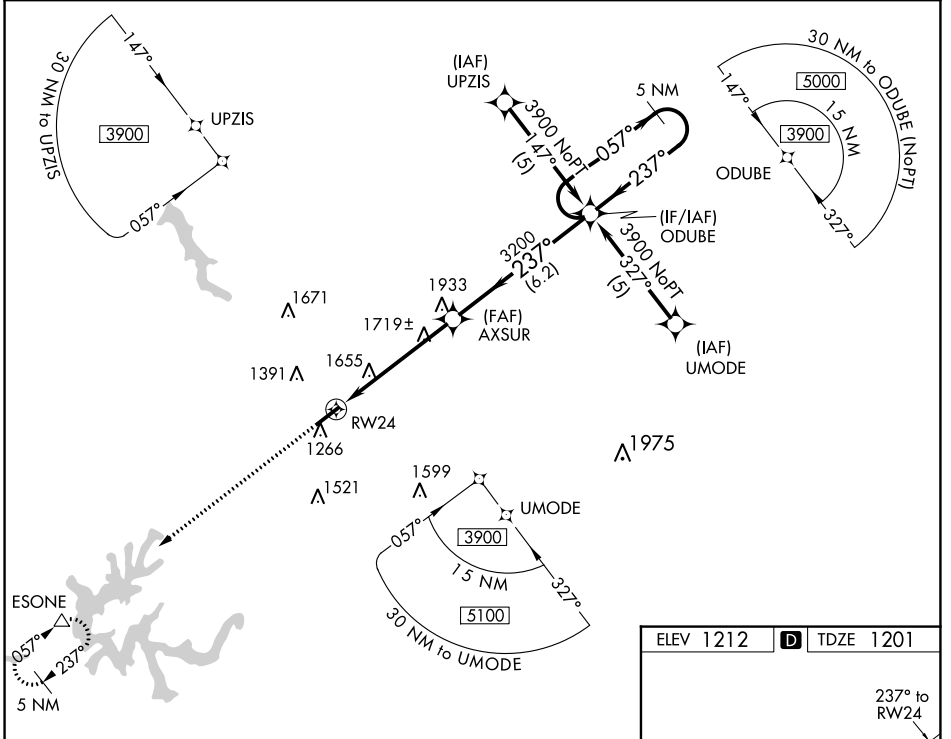 147°
30 NM to UPZIS
3900
UPZIS
057°
(IAF)
UPZIS
3900 NoPT
147°
(5)
5 NM
057°
237°
(IF/IAF)
ODUBE
30 NM to ODUBE (NoPT)
5000
15 NM
3900
147°
ODUBE
327°
3200
237°
(6.2)
3900 NoPT
327°
(5)
(IAF)
UMODE
1933
(FAF)
AXSUR
1719±
1671
1655
1391
RW24
1266
1521
1599
1975
UMODE
057°
3900
15 NM
327°
5100
30 NM to UMODE
ESONE
057°
237°
5 NM
ELEV 1212 D TDZE 1201
237° to
RW24